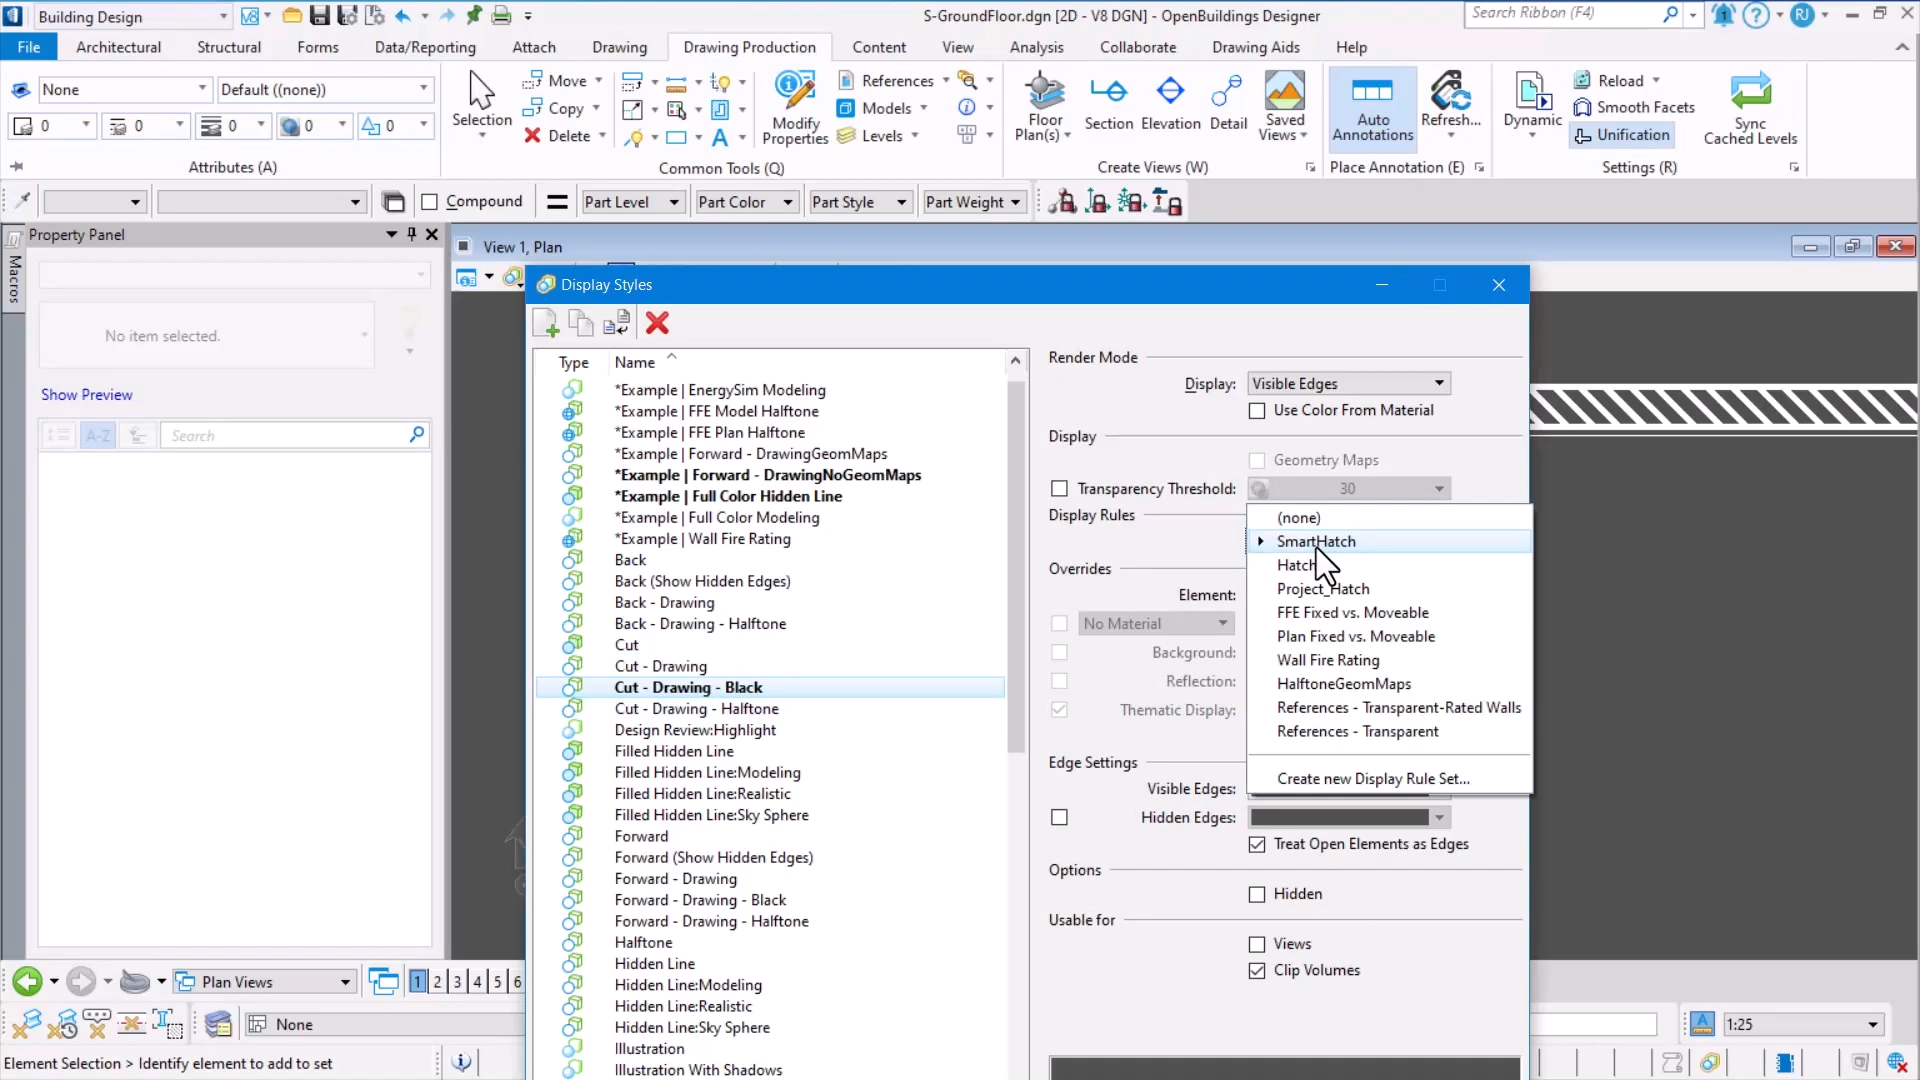 Building Design
S-GroundFloor.dgn [2D - V8 DGN] - OpenBuildings Designer
Search Ribbon (F4)
RJ
File
Architectural
Structural
Forms
Data/Reporting
Attach
Drawing
Drawing Production
Content
View
Analysis
Collaborate
Drawing Aids
Help
None
Default ((none))
0
0
0
0
0
Attributes (A)
Selection
Move
Copy
Delete
Modify
Properties
References
Models
Levels
Common Tools (Q)
Floor
Plan(s)
Section
Elevation
Detail
Saved
Views
Create Views (W)
Auto
Annotations
Refresh...
Place Annotation (E)
Dynamic
Reload
Smooth Facets
Unification
Settings (R)
Sync
Cached Levels
Compound
Part Level
Part Color
Part Style
Part Weight
Macros
Property Panel
No item selected.
Show Preview
A-Z
Search
View 1, Plan
Display Styles
Type
Name
*Example | EnergySim Modeling
*Example | FFE Model Halftone
*Example | FFE Plan Halftone
*Example | Forward - DrawingGeomMaps
*Example | Forward - DrawingNoGeomMaps
*Example | Full Color Hidden Line
*Example | Full Color Modeling
*Example | Wall Fire Rating
Back
Back (Show Hidden Edges)
Back - Drawing
Back - Drawing - Halftone
Cut
Cut - Drawing
Cut - Drawing - Black
Cut - Drawing - Halftone
Design Review:Highlight
Filled Hidden Line
Filled Hidden Line:Modeling
Filled Hidden Line:Realistic
Filled Hidden Line:Sky Sphere
Forward
Forward (Show Hidden Edges)
Forward - Drawing
Forward - Drawing - Black
Forward - Drawing - Halftone
Halftone
Hidden Line
Hidden Line:Modeling
Hidden Line:Realistic
Hidden Line:Sky Sphere
Illustration
Illustration With Shadows
Render Mode
Display: Visible Edges
Use Color From Material
Display
Geometry Maps
Transparency Threshold: 30
Display Rules
(none)
SmartHatch
Hatch
Project_Hatch
FFE Fixed vs. Moveable
Plan Fixed vs. Moveable
Wall Fire Rating
HalftoneGeomMaps
References - Transparent-Rated Walls
References - Transparent
Create new Display Rule Set...
Overrides
Element:
No Material
Background:
Reflection:
Thematic Display:
Edge Settings
Visible Edges:
Hidden Edges:
Treat Open Elements as Edges
Options
Hidden
Usable for
Views
Clip Volumes
Plan Views
1 2 3 4 5 6
None
1:25
Element Selection > Identify element to add to set